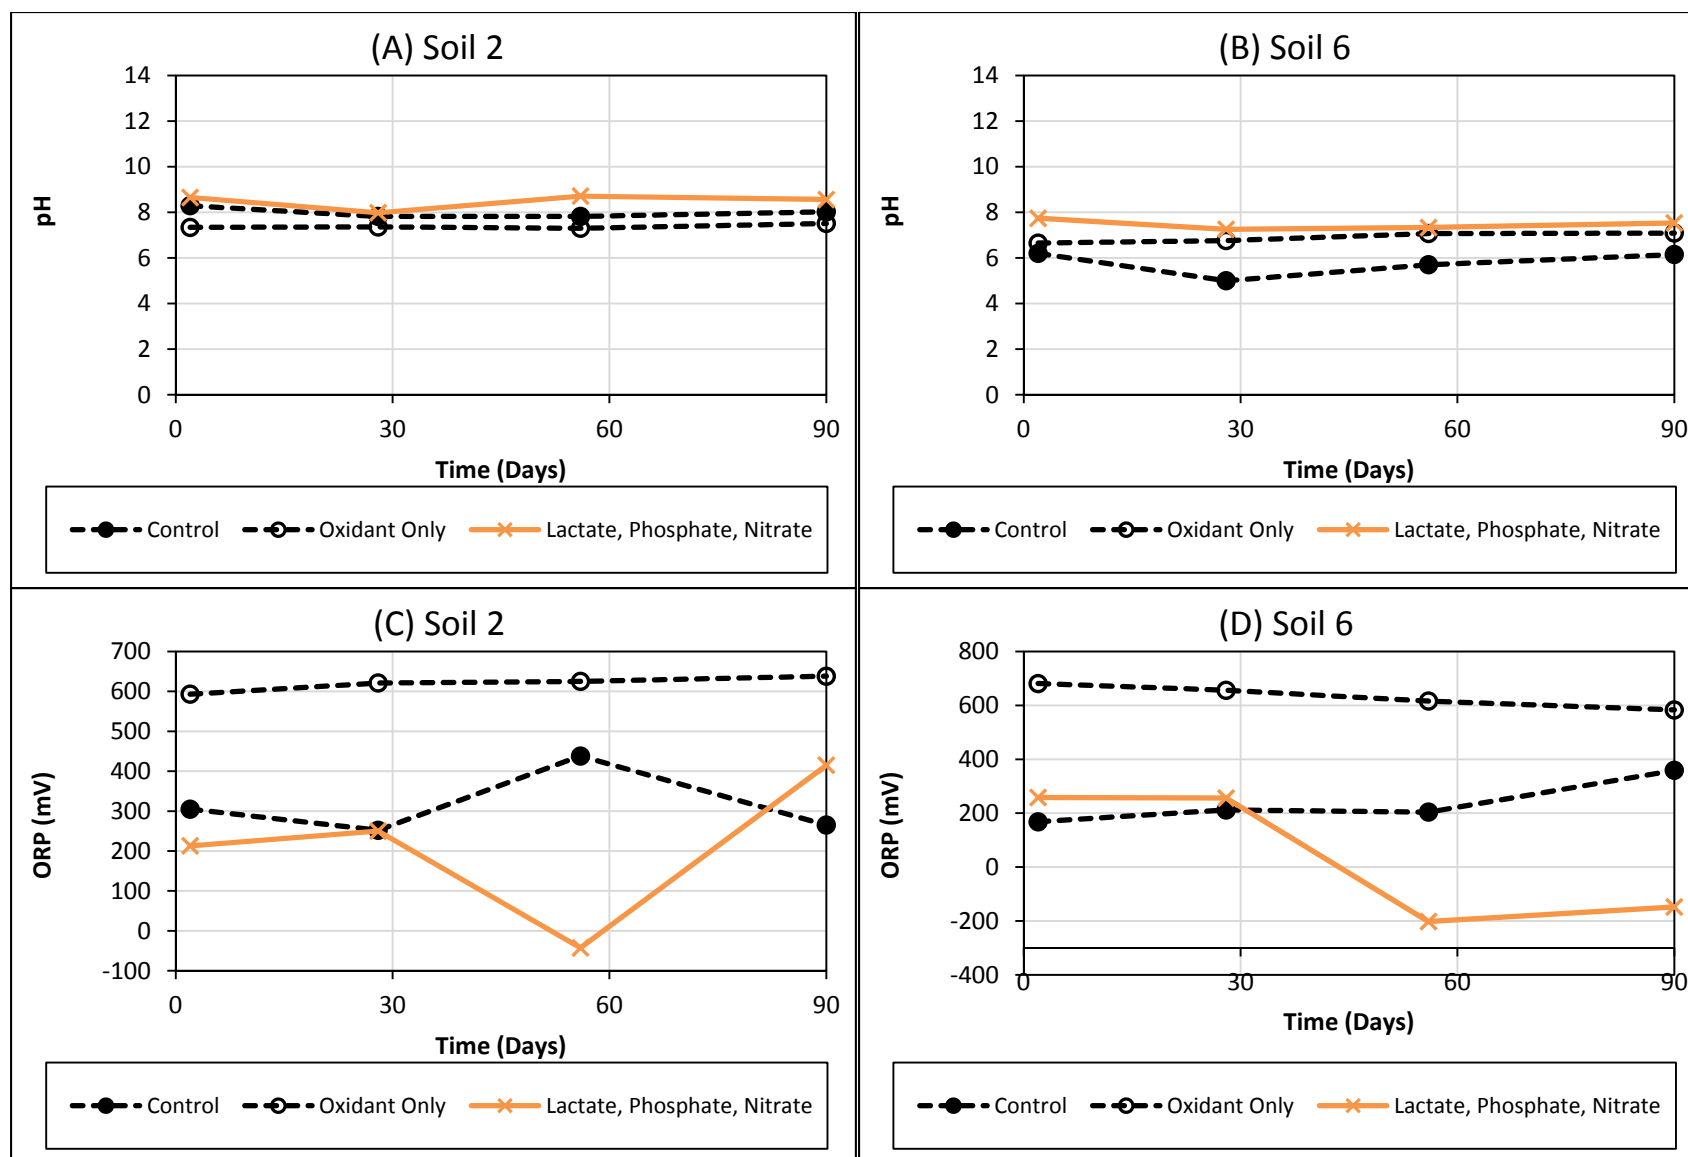 (A) Soil 2
14
12
10
8
6
4
2
0
pH
0 30 60 90
Time (Days)
Control Oxidant Only Lactate, Phosphate, Nitrate
(B) Soil 6
14
12
10
8
6
4
2
0
pH
0 30 60 90
Time (Days)
Control Oxidant Only Lactate, Phosphate, Nitrate
(C) Soil 2
700
600
500
400
300
200
100
0
-100
ORP (mV)
0 30 60 90
Time (Days)
Control Oxidant Only Lactate, Phosphate, Nitrate
(D) Soil 6
800
600
400
200
0
-200
-400
ORP (mV)
0 30 60 90
Time (Days)
Control Oxidant Only Lactate, Phosphate, Nitrate